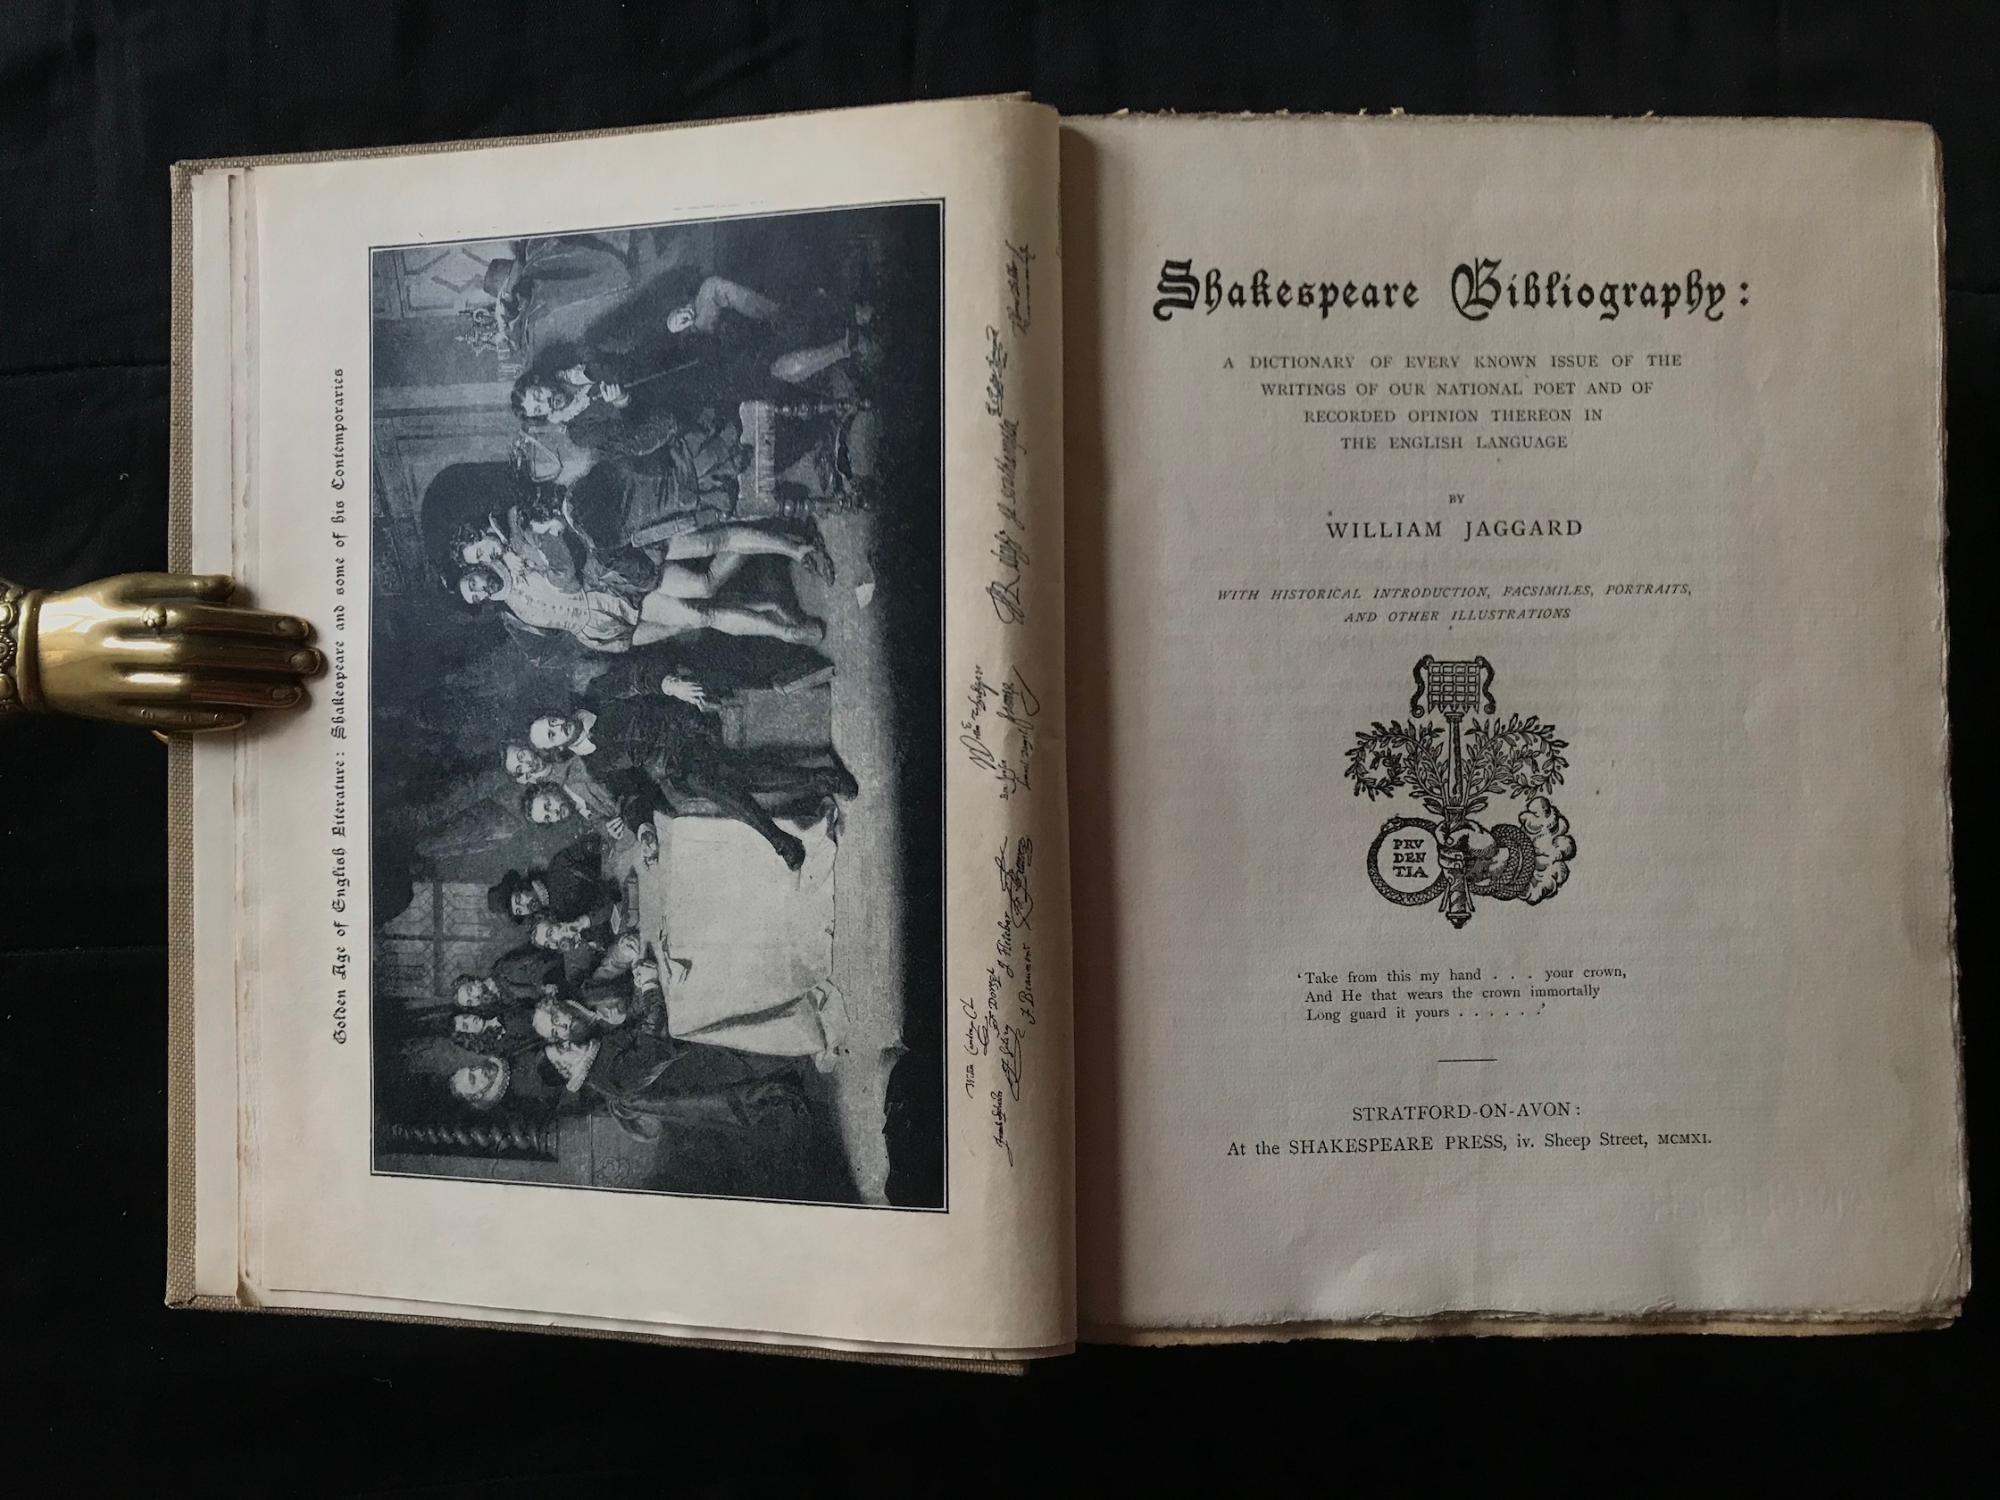 Golden Age of English Literature: Shakespeare and some of his Contemporaries
J Fletcher
F. Beaumont
Shakespeare Bibliography:
A DICTIONARY OF EVERY KNOWN ISSUE OF THE
WRITINGS OF OUR NATIONAL POET AND OF
RECORDED OPINION THEREON IN
THE ENGLISH LANGUAGE
BY
WILLIAM JAGGARD
WITH HISTORICAL INTRODUCTION, FACSIMILES, PORTRAITS,
AND OTHER ILLUSTRATIONS
PRV
DEN
TIA
‘Take from this my hand . . . your crown,
And He that wears the crown immortally
Long guard it yours . . . . . .’
STRATFORD-ON-AVON:
At the SHAKESPEARE PRESS, iv. Sheep Street, MCMXI.